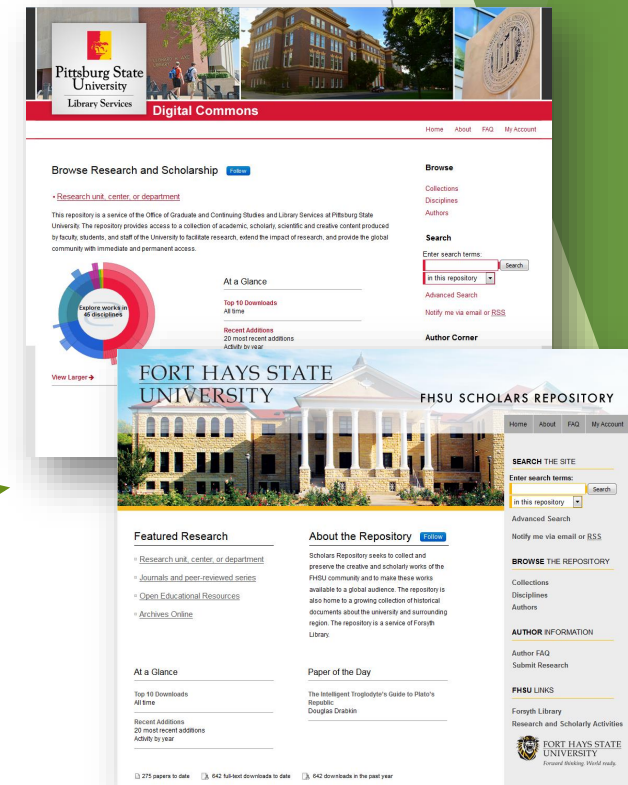 Pittsburg State
University
Library Services
Digital Commons
Home About FAQ My Account
Browse Research and Scholarship Follow
Research unit, center, or department
This repository is a service of the Office of Graduate and Continuing Studies and Library Services at Pittsburg State
University. The repository provides access to a collection of academic, scholarly, scientific and creative content produced
by faculty, students, and staff of the University to facilitate research, extend the impact of research, and provide the global
community with immediate and permanent access.
Explore works in
46 disciplines
View Larger →
At a Glance
Top 10 Downloads
All time
Recent Additions
20 most recent additions
Activity by year
Browse
Collections
Disciplines
Authors
Search
Enter search terms:
Search
in this repository
Advanced Search
Notify me via email or RSS
Author Corner
FORT HAYS STATE
UNIVERSITY
FHSU SCHOLARS REPOSITORY
Home About FAQ My Account
Featured Research
Research unit, center, or department
Journals and peer-reviewed series
Open Educational Resources
Archives Online
About the Repository Follow
Scholars Repository seeks to collect and
preserve the creative and scholarly works of the
FHSU community and to make these works
available to a global audience. The repository is
also home to a growing collection of historical
documents about the university and surrounding
region. The repository is a service of Forsyth
Library.
At a Glance
Top 10 Downloads
All time
Recent Additions
20 most recent additions
Activity by year
Paper of the Day
The Intelligent Troglodyte's Guide to Plato's
Republic
Douglas Drabkin
275 papers to date 642 full-text downloads to date 642 downloads in the past year
SEARCH THE SITE
Enter search terms:
Search
in this repository
Advanced Search
Notify me via email or RSS
BROWSE THE REPOSITORY
Collections
Disciplines
Authors
AUTHOR INFORMATION
Author FAQ
Submit Research
FHSU LINKS
Forsyth Library
Research and Scholarly Activities
FORT HAYS STATE
UNIVERSITY
Forward thinking. World ready.